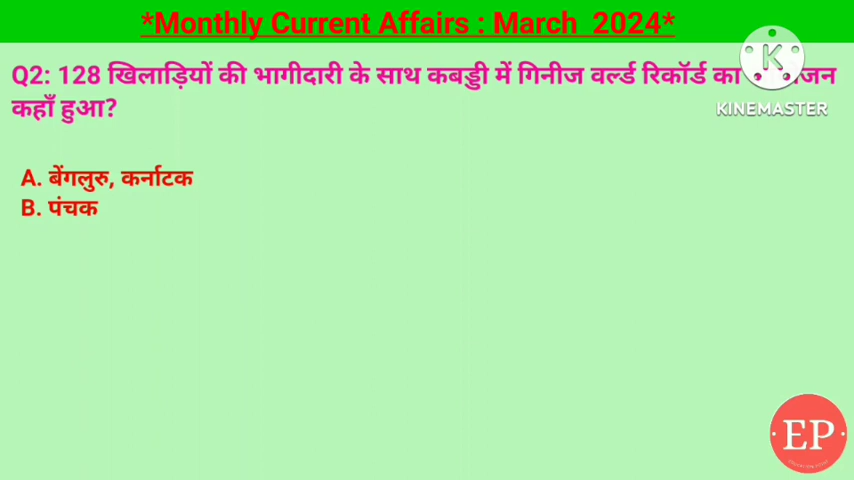 *Monthly Current Affairs : March 2024*
Q2: 128 खिलाड़ियों की भागीदारी के साथ कबड्डी में गिनीज वर्ल्ड रिकॉर्ड का
कहाँ हुआ?
KINEMASTER
A. बेंगलुरु, कर्नाटक
B. पंचक
EP